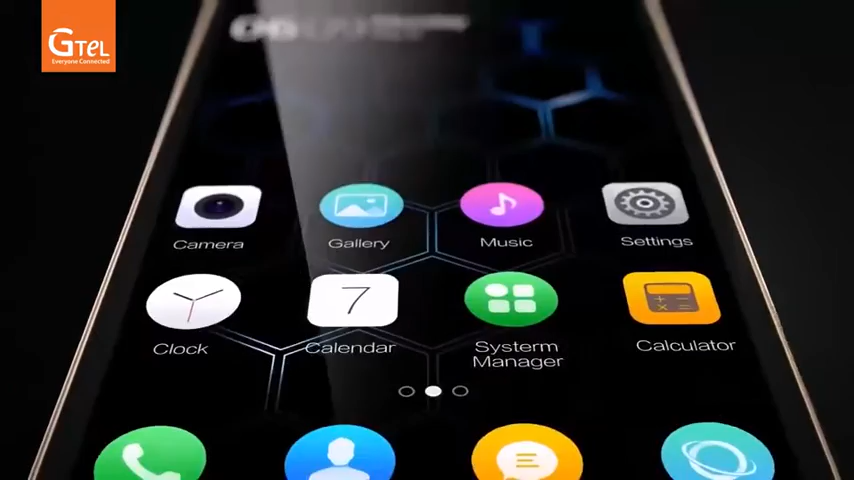 GTEL
Everyone Connected
Camera
Gallery
Music
Settings
7
Clock
Calendar
Systerm
Manager
Calculator